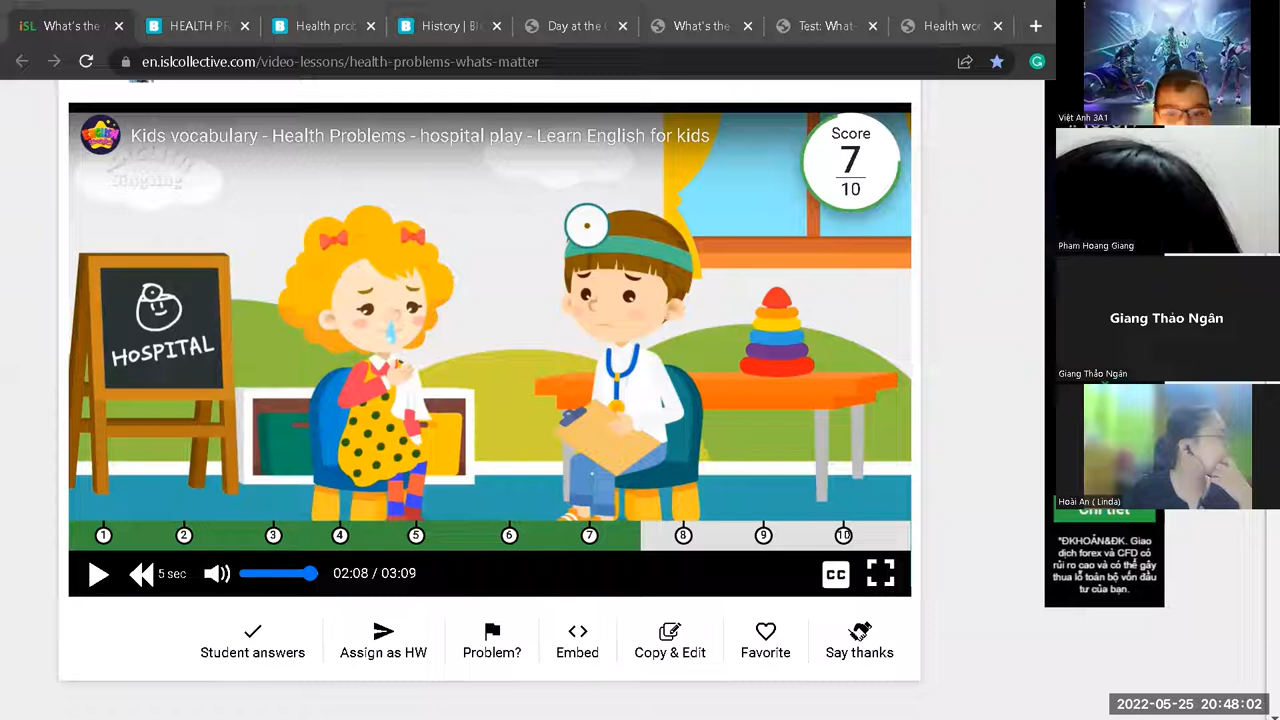 iSL What's the
HEALTH PR
Health prob
History | Bl
Day at the
What's the
Test: What-
Health wor
en.islcollective.com/video-lessons/health-problems-whats-matter
Kids vocabulary - Health Problems - hospital play - Learn English for kids
Score
7
10
HOSPITAL
1 2 3 4 5 6 7 8 9 10
5 sec
02:08 / 03:09
CC
Student answers
Assign as HW
Problem?
Embed
Copy & Edit
Favorite
Say thanks
Việt Anh 3A1
Pham Hoang Giang
Giang Thảo Ngân
Giang Thảo Ngân
Hoài An ( Linda)
Chi tiết
*ĐKHOẢN&ĐK. Giao
dịch forex và CFD có
rủi ro cao và có thể gây
thua lỗ toàn bộ vốn đầu
tư của bạn.
2022-05-25 20:48:02